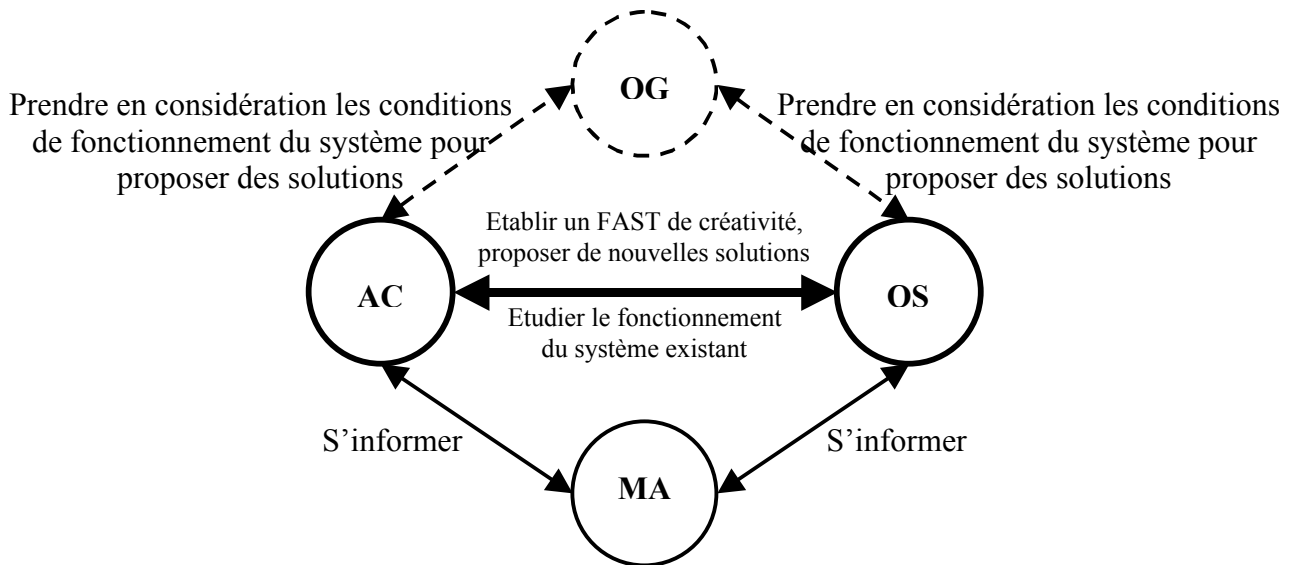 OG
Prendre en considération les conditions
de fonctionnement du système pour
proposer des solutions
Prendre en considération les conditions
de fonctionnement du système pour
proposer des solutions
Etablir un FAST de créativité,
proposer de nouvelles solutions
AC
OS
Etudier le fonctionnement
du système existant
S’informer
S’informer
MA